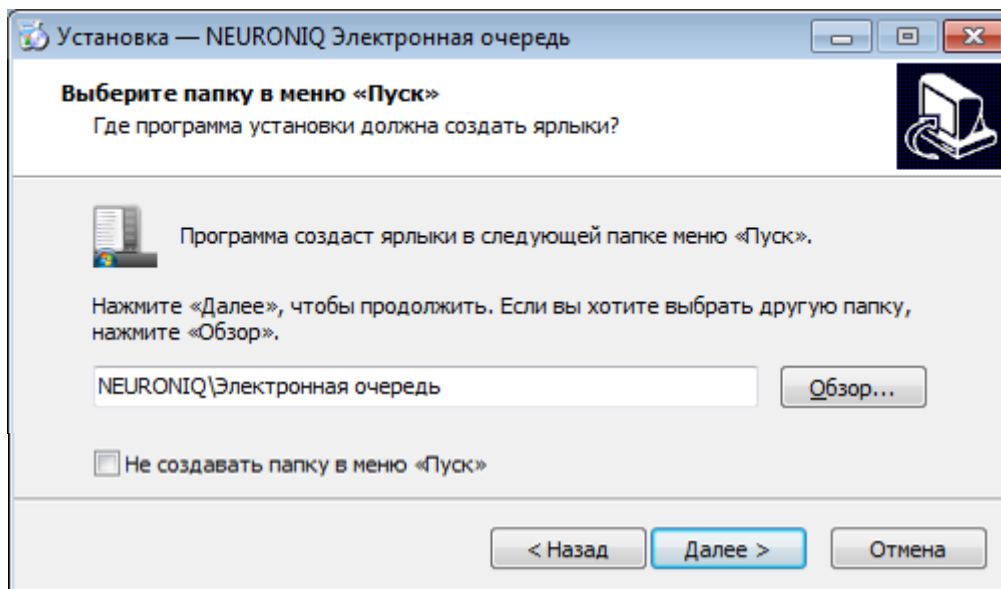 Установка — NEURONIQ Электронная очередь
Выберите папку в меню «Пуск»
Где программа установки должна создать ярлыки?
Программа создаст ярлыки в следующей папке меню «Пуск».
Нажмите «Далее», чтобы продолжить. Если вы хотите выбрать другую папку,
нажмите «Обзор».
NEURONIQ\Электронная очередь
Обзор...
Не создавать папку в меню «Пуск»
< Назад
Далее >
Отмена